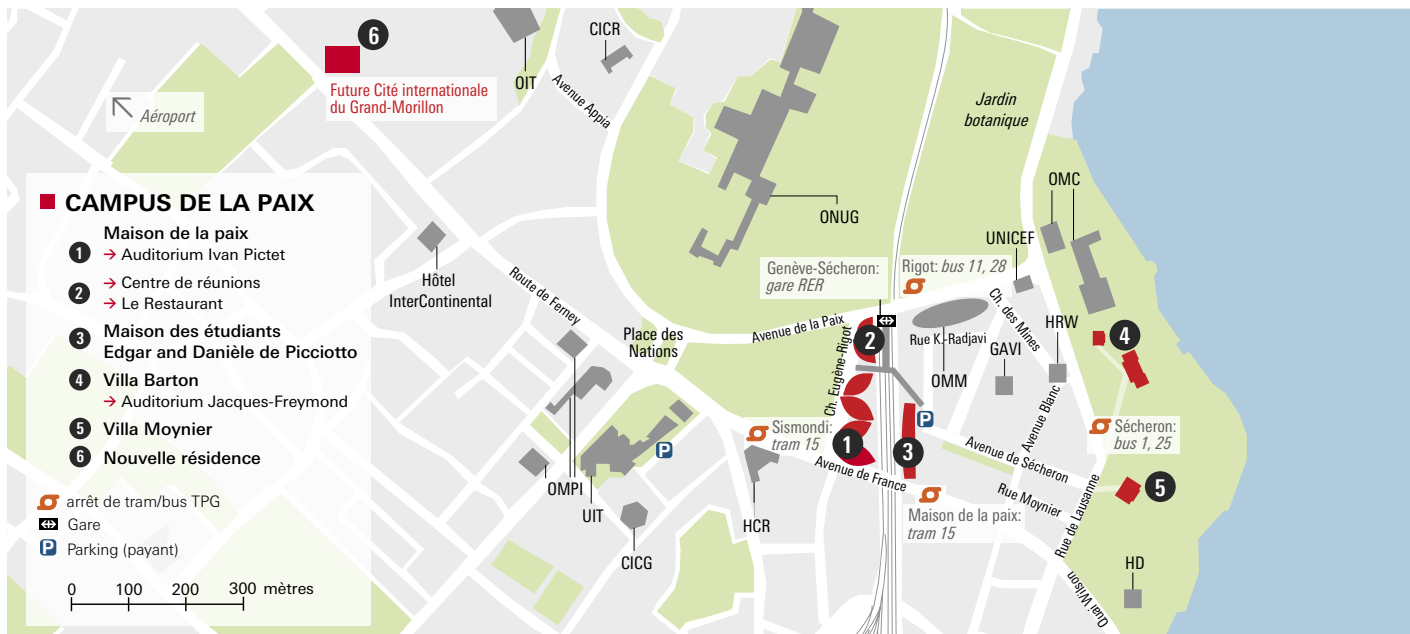 6
CICR
OIT
Future Cité internationale
du Grand-Morillon
Avenue Appia
Aéroport
Jardin
botanique
CAMPUS DE LA PAIX
Maison de la paix
1
→ Auditorium Ivan Pictet
2
→ Centre de réunions
→ Le Restaurant
3
Maison des étudiants
Edgar and Danièle de Picciotto
4
Villa Barton
→ Auditorium Jacques-Freymond
5
Villa Moynier
6
Nouvelle résidence
arrêt de tram/bus TPG
Gare
P
Parking (payant)
0 100 200 300 mètres
OMC
ONUG
UNICEF
Genève-Sécheron:
gare RER
Rigot: bus 11, 28
Hôtel
InterContinental
Route de Ferney
Place des
Nations
Avenue de la Paix
Ch. Eugène-Rigot
2
Rue K.-Radjavi
Ch. des Mines
HRW
GAVI
OMM
4
Avenue Blanc
P
Sismondi:
tram 15
1
3
Avenue de France
Sécheron:
bus 1, 25
Avenue de Sécheron
Rue Moynier
Rue de Lausanne
5
P
OMPI
UIT
CICG
HCR
Maison de la paix:
tram 15
HD
Quai Wilson